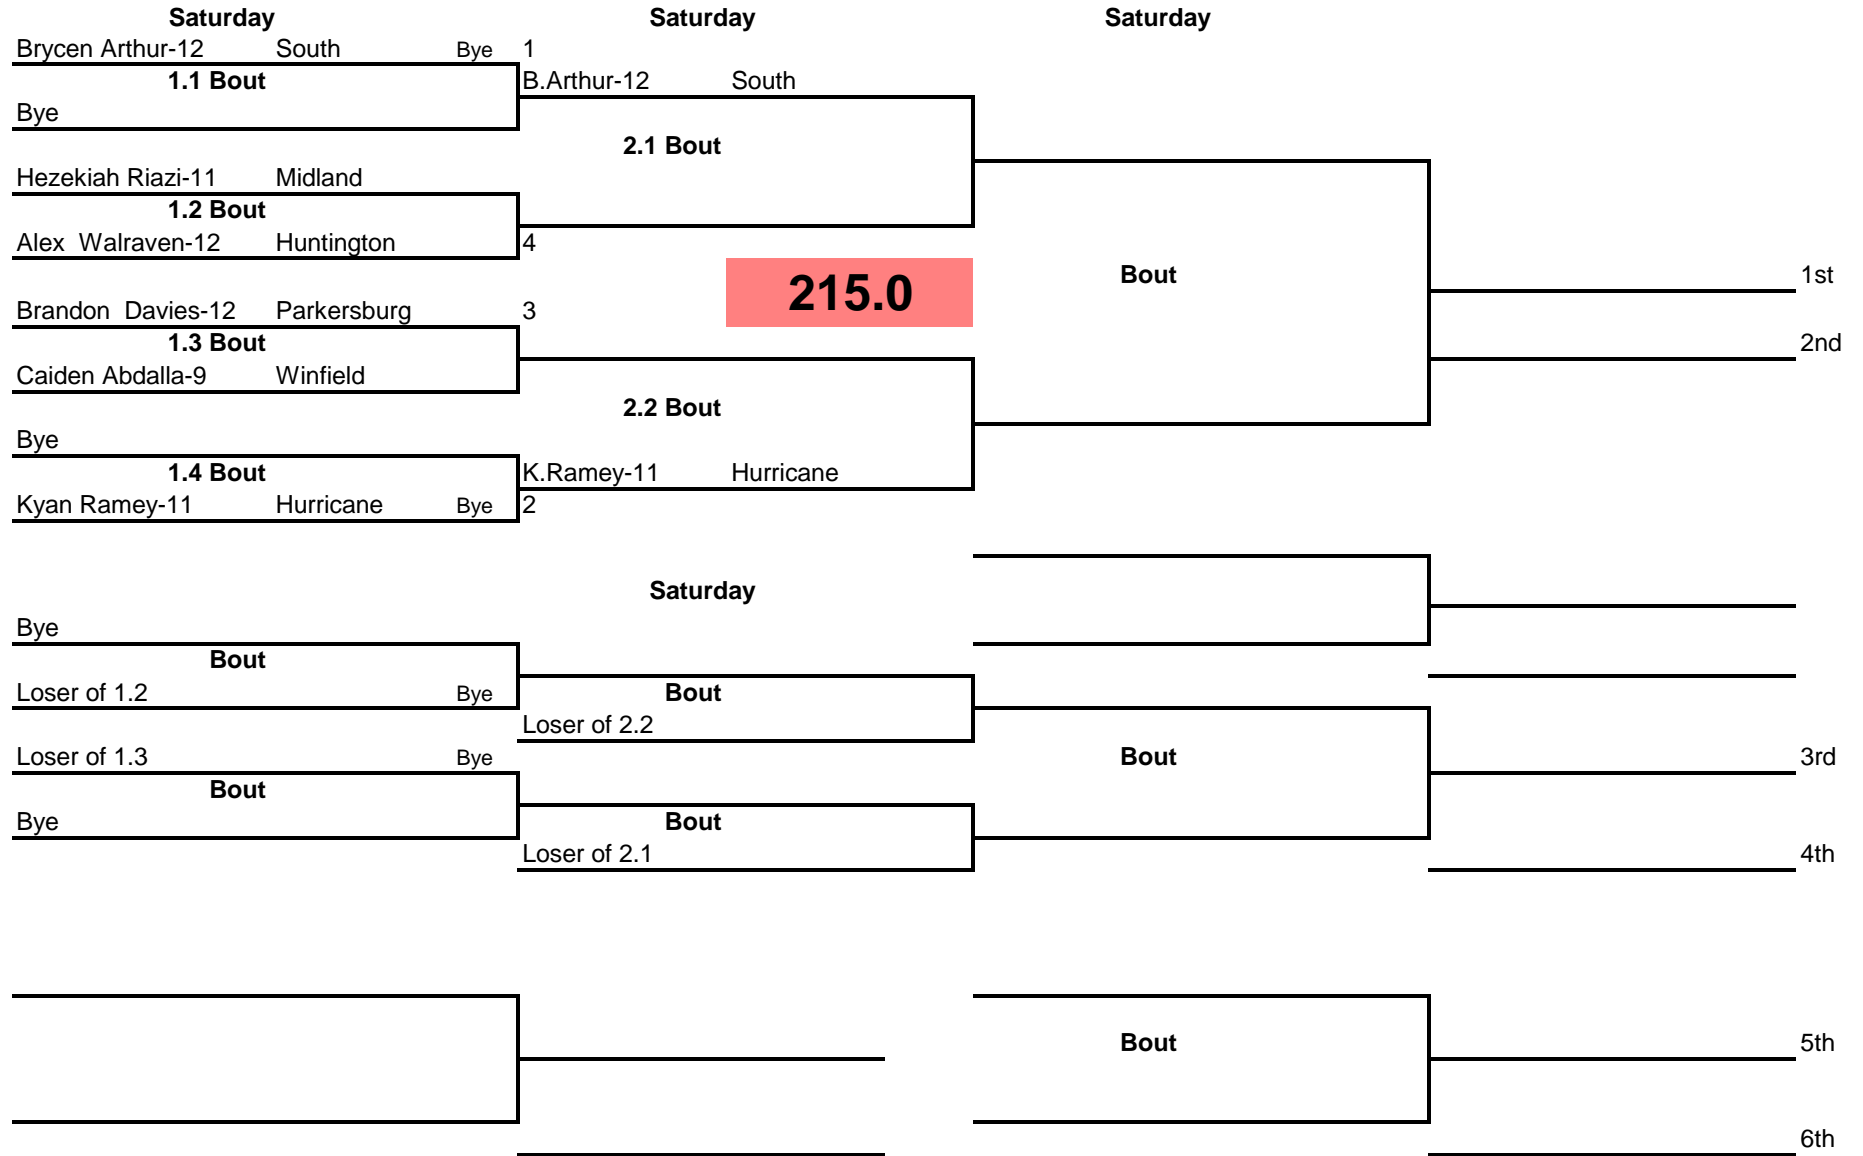 Saturday Saturday Saturday
Brycen Arthur-12 South Bye 1
1.1 Bout B.Arthur-12 South
Bye
2.1 Bout
Hezekiah Riazi-11 Midland
1.2 Bout
Alex  Walraven-12 Huntington 4
215.0 Bout 1st
Brandon  Davies-12 Parkersburg 3
1.3 Bout 2nd
Caiden Abdalla-9 Winfield
2.2 Bout
Bye
1.4 Bout K.Ramey-11 Hurricane
Kyan Ramey-11 Hurricane Bye 2
Saturday
Bye
Bout
Loser of 1.2 Bye Bout
Loser of 2.2
Loser of 1.3 Bye Bout 3rd
Bout
Bye Bout
Loser of 2.1 4th
Bout 5th
6th